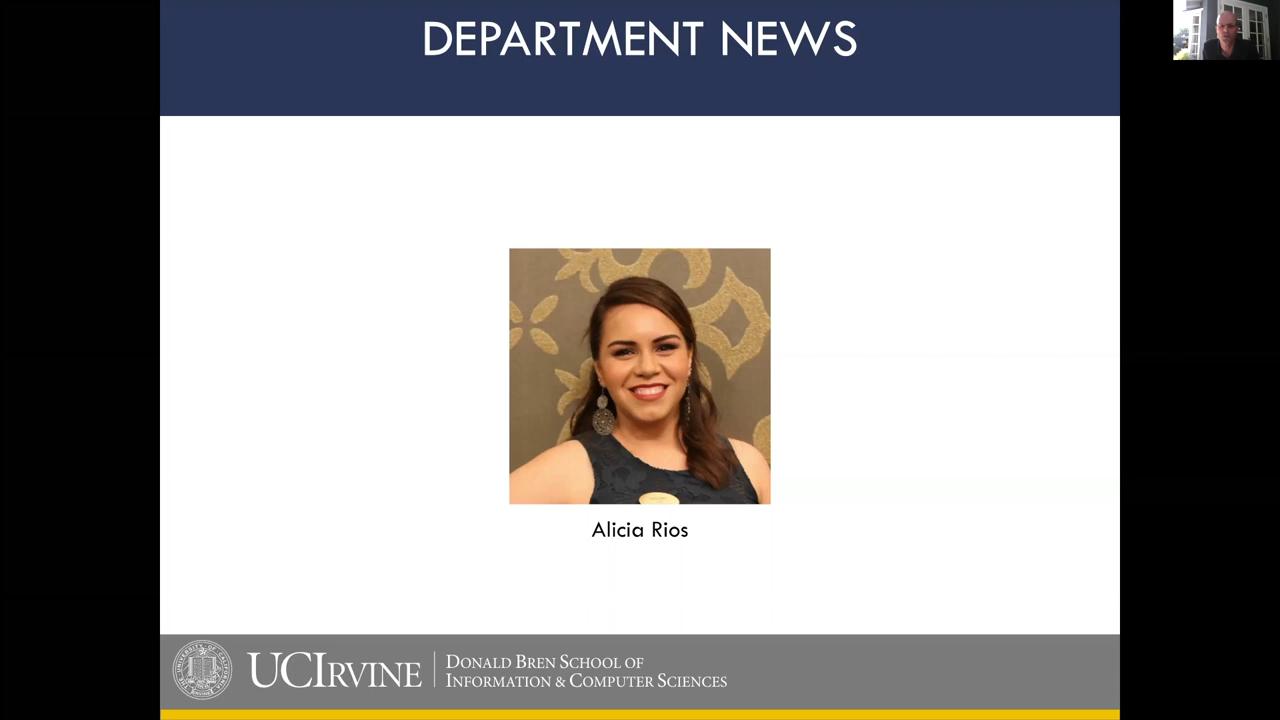 DEPARTMENT NEWS
Alicia Rios
UCIRVINE
DONALD BREN SCHOOL OF
INFORMATION & COMPUTER SCIENCES